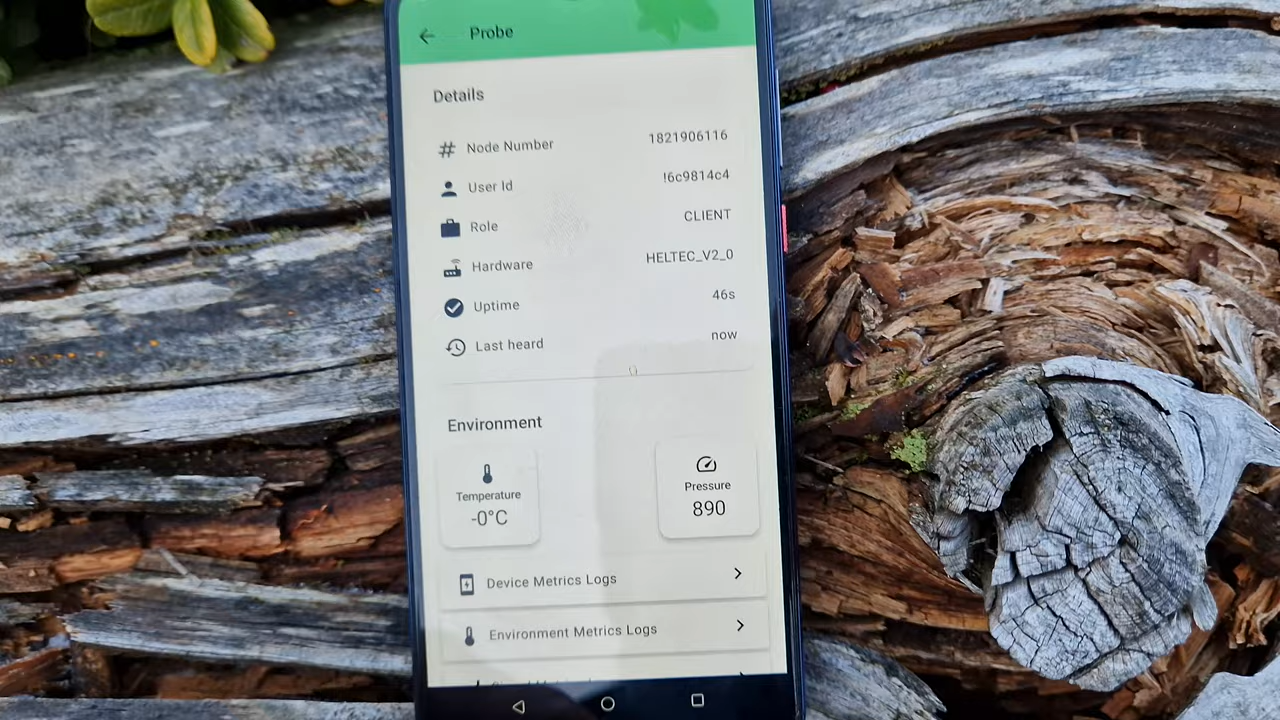 Probe
Details
Node Number 1821906116
User Id !6c9814c4
Role CLIENT
Hardware HELTEC_V2_0
Uptime 46s
Last heard now
Environment
Temperature
-0°C
Pressure
890
Device Metrics Logs
Environment Metrics Logs